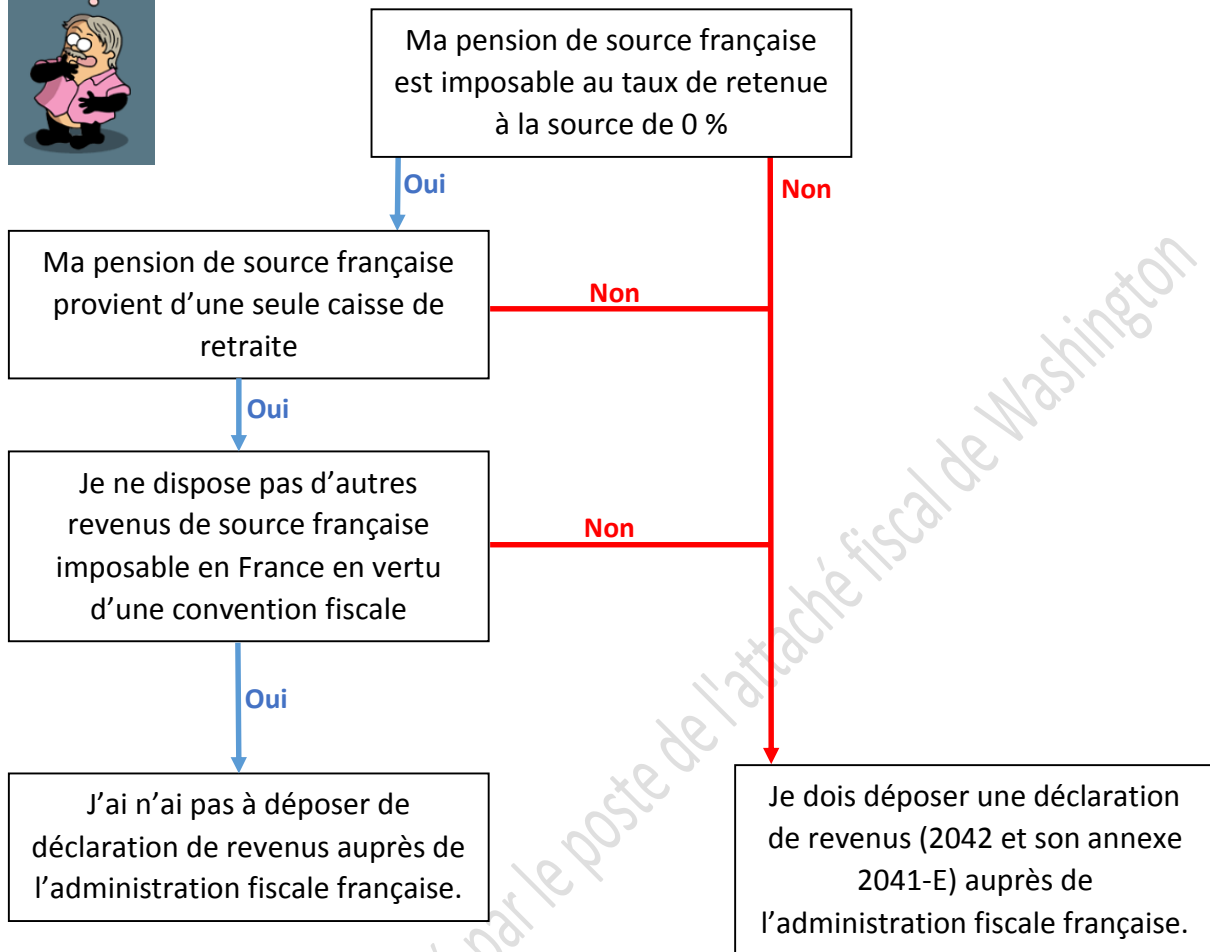 Ma pension de source française
est imposable au taux de retenue
à la source de 0 %
Oui
Non
Ma pension de source française
provient d’une seule caisse de
retraite
Non
Oui
Je ne dispose pas d’autres
revenus de source française
imposable en France en vertu
d’une convention fiscale
Non
Oui
J’ai n’ai pas à déposer de
déclaration de revenus auprès de
l’administration fiscale française.
Je dois déposer une déclaration
de revenus (2042 et son annexe
2041-E) auprès de
l’administration fiscale française.
par le poste de l'attaché fiscal de Washington